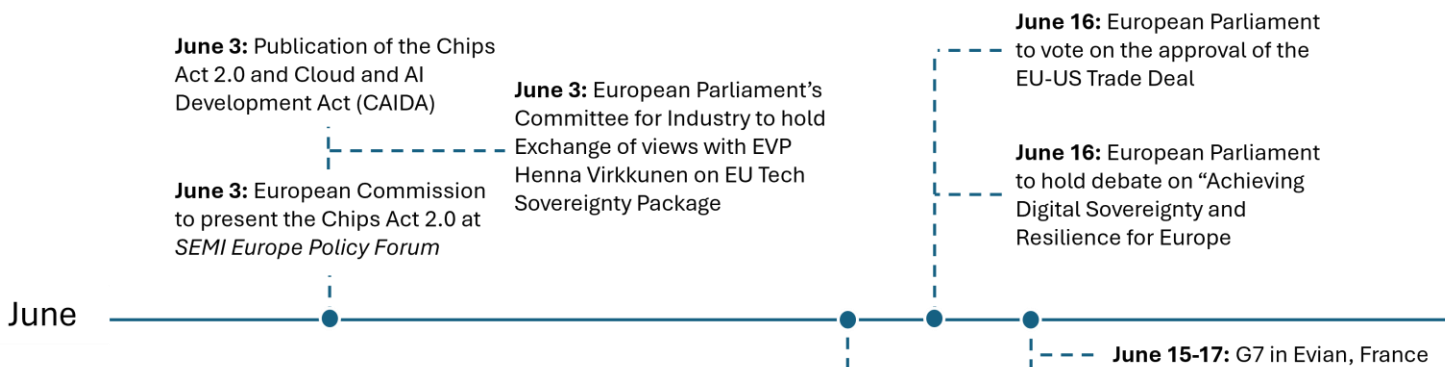 June 3: Publication of the Chips
Act 2.0 and Cloud and AI
Development Act (CAIDA)
June 3: European Commission
to present the Chips Act 2.0 at
SEMI Europe Policy Forum
June 3: European Parliament’s
Committee for Industry to hold
Exchange of views with EVP
Henna Virkkunen on EU Tech
Sovereignty Package
June 16: European Parliament
to vote on the approval of the
EU-US Trade Deal
June 16: European Parliament
to hold debate on “Achieving
Digital Sovereignty and
Resilience for Europe
June
June 15-17: G7 in Evian, France